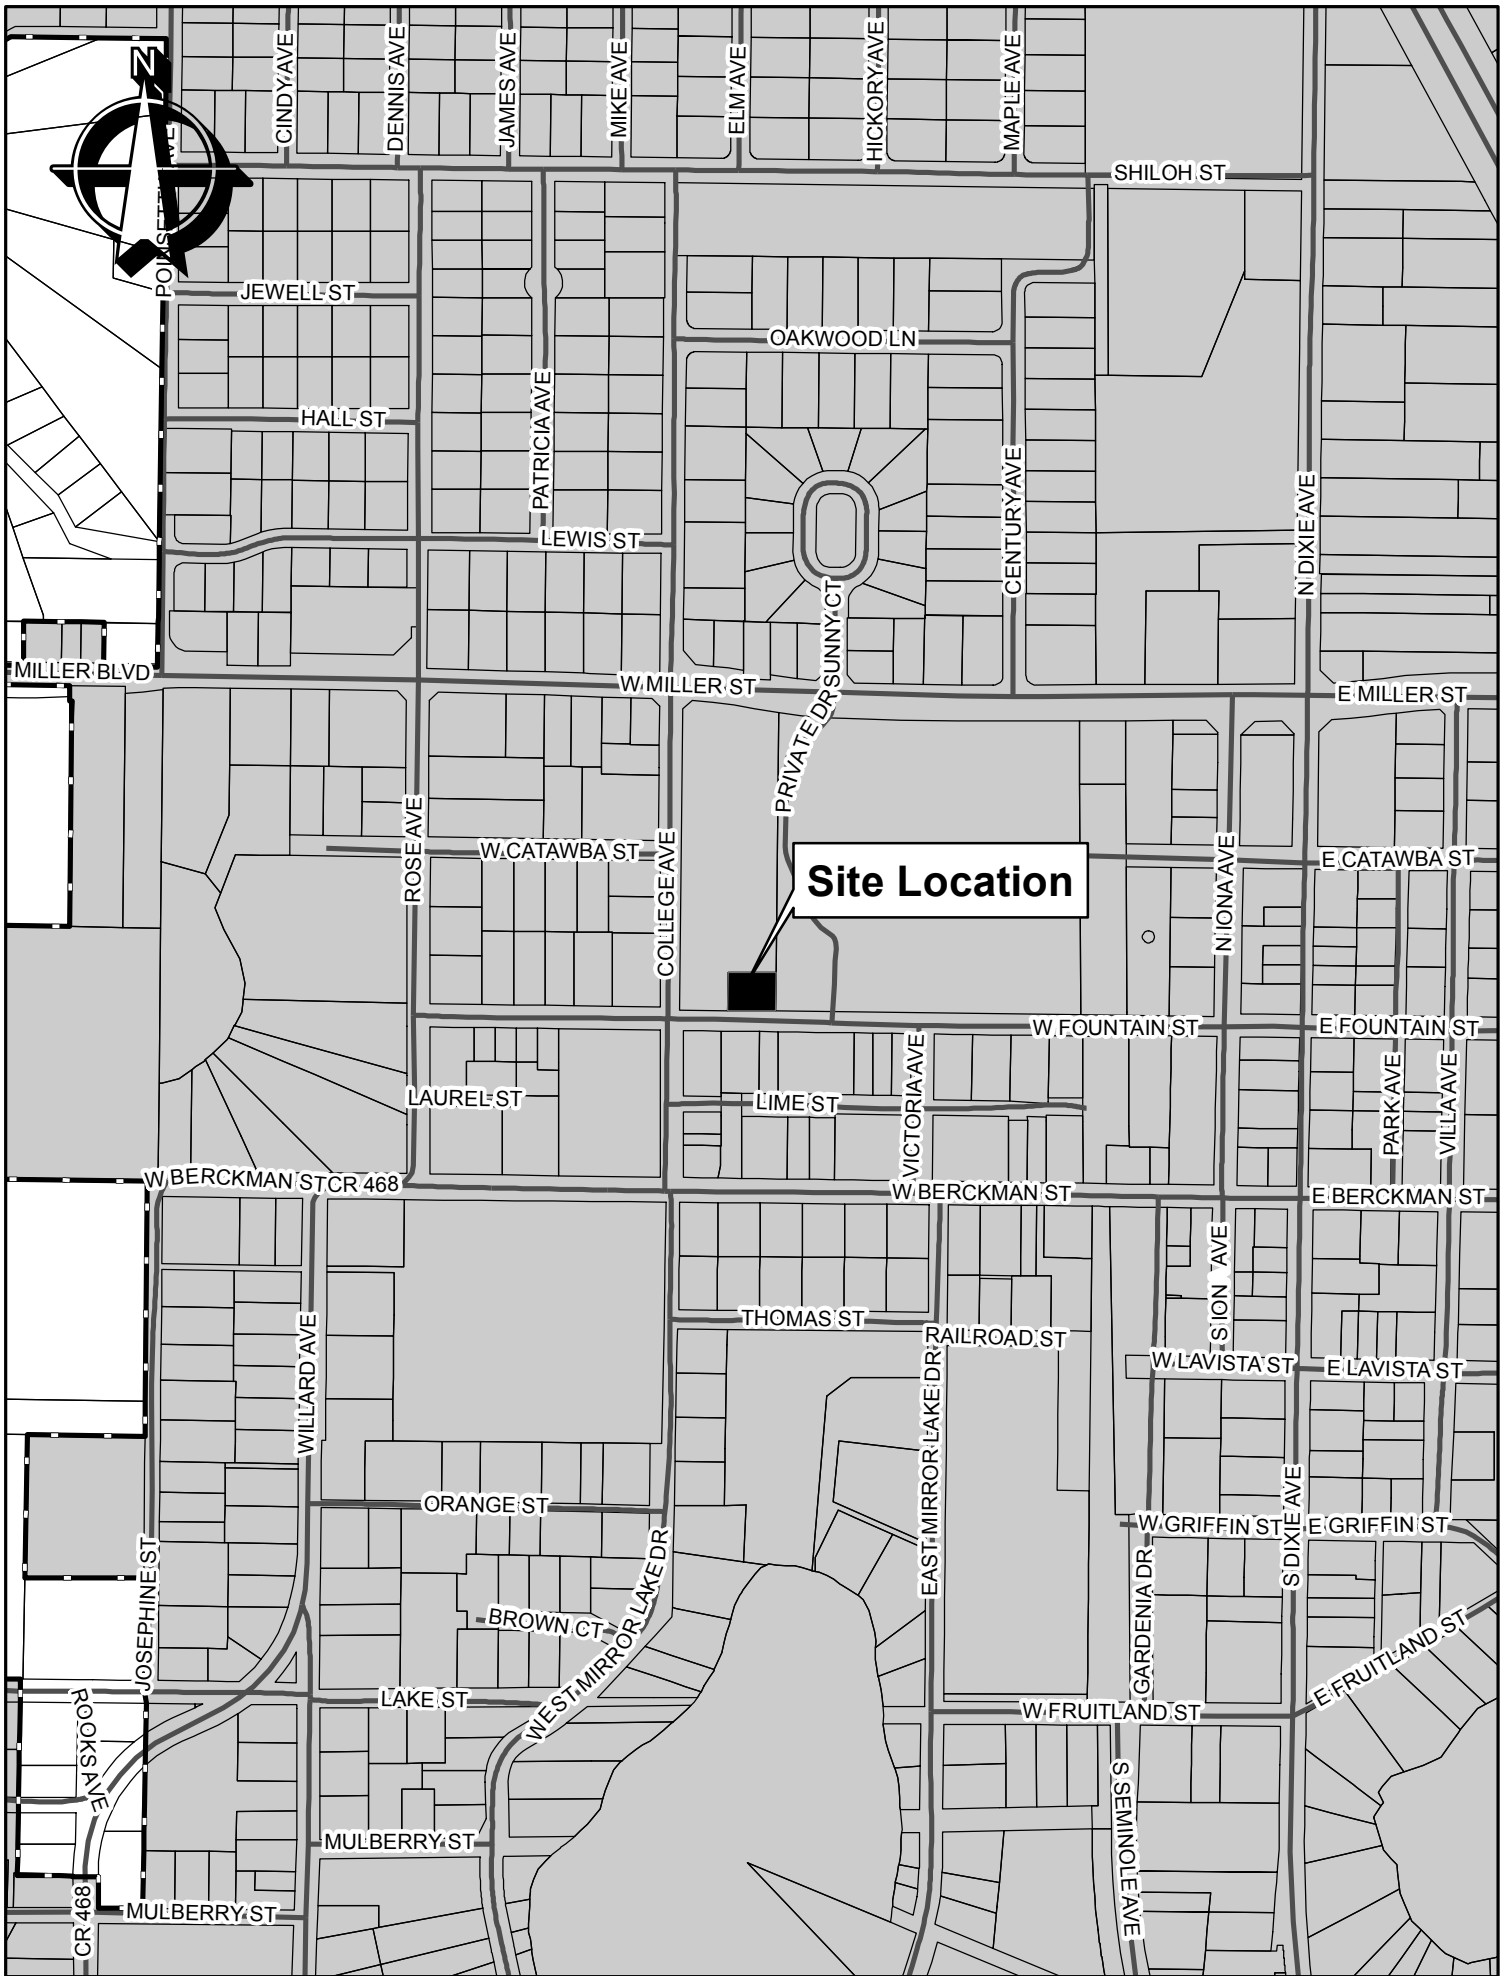 N
CINDY AVE
DENNIS AVE
JAMES AVE
MIKE AVE
ELM AVE
HICKORY AVE
MAPLE AVE
SHILOH ST
JEWELL ST
OAKWOOD LN
HALL ST
PATRICIA AVE
CENTURY AVE
N DIXIE AVE
LEWIS ST
SUNNY CT
MILLER BLVD
W MILLER ST
E MILLER ST
PRIVATE DR
ROSE AVE
W CATAWBA ST
COLLEGE AVE
Site Location
N IONA AVE
E CATAWBA ST
W FOUNTAIN ST
E FOUNTAIN ST
LAUREL ST
LIME ST
VICTORIA AVE
PARK AVE
VILLA AVE
W BERCKMAN ST
CR 468
W BERCKMAN ST
E BERCKMAN ST
S ION AVE
THOMAS ST
RAILROAD ST
W LAVISTA ST
E LAVISTA ST
WILLARD AVE
EAST MIRROR LAKE DR
ORANGE ST
W GRIFFIN ST
E GRIFFIN ST
S DIXIE AVE
JOSEPHINE ST
GARDENIA DR
BROWN CT
WEST MIRROR LAKE DR
E FRUITLAND ST
ROOKS AVE
LAKE ST
W FRUITLAND ST
S SEMINOLE AVE
MULBERRY ST
CR 468
MULBERRY ST